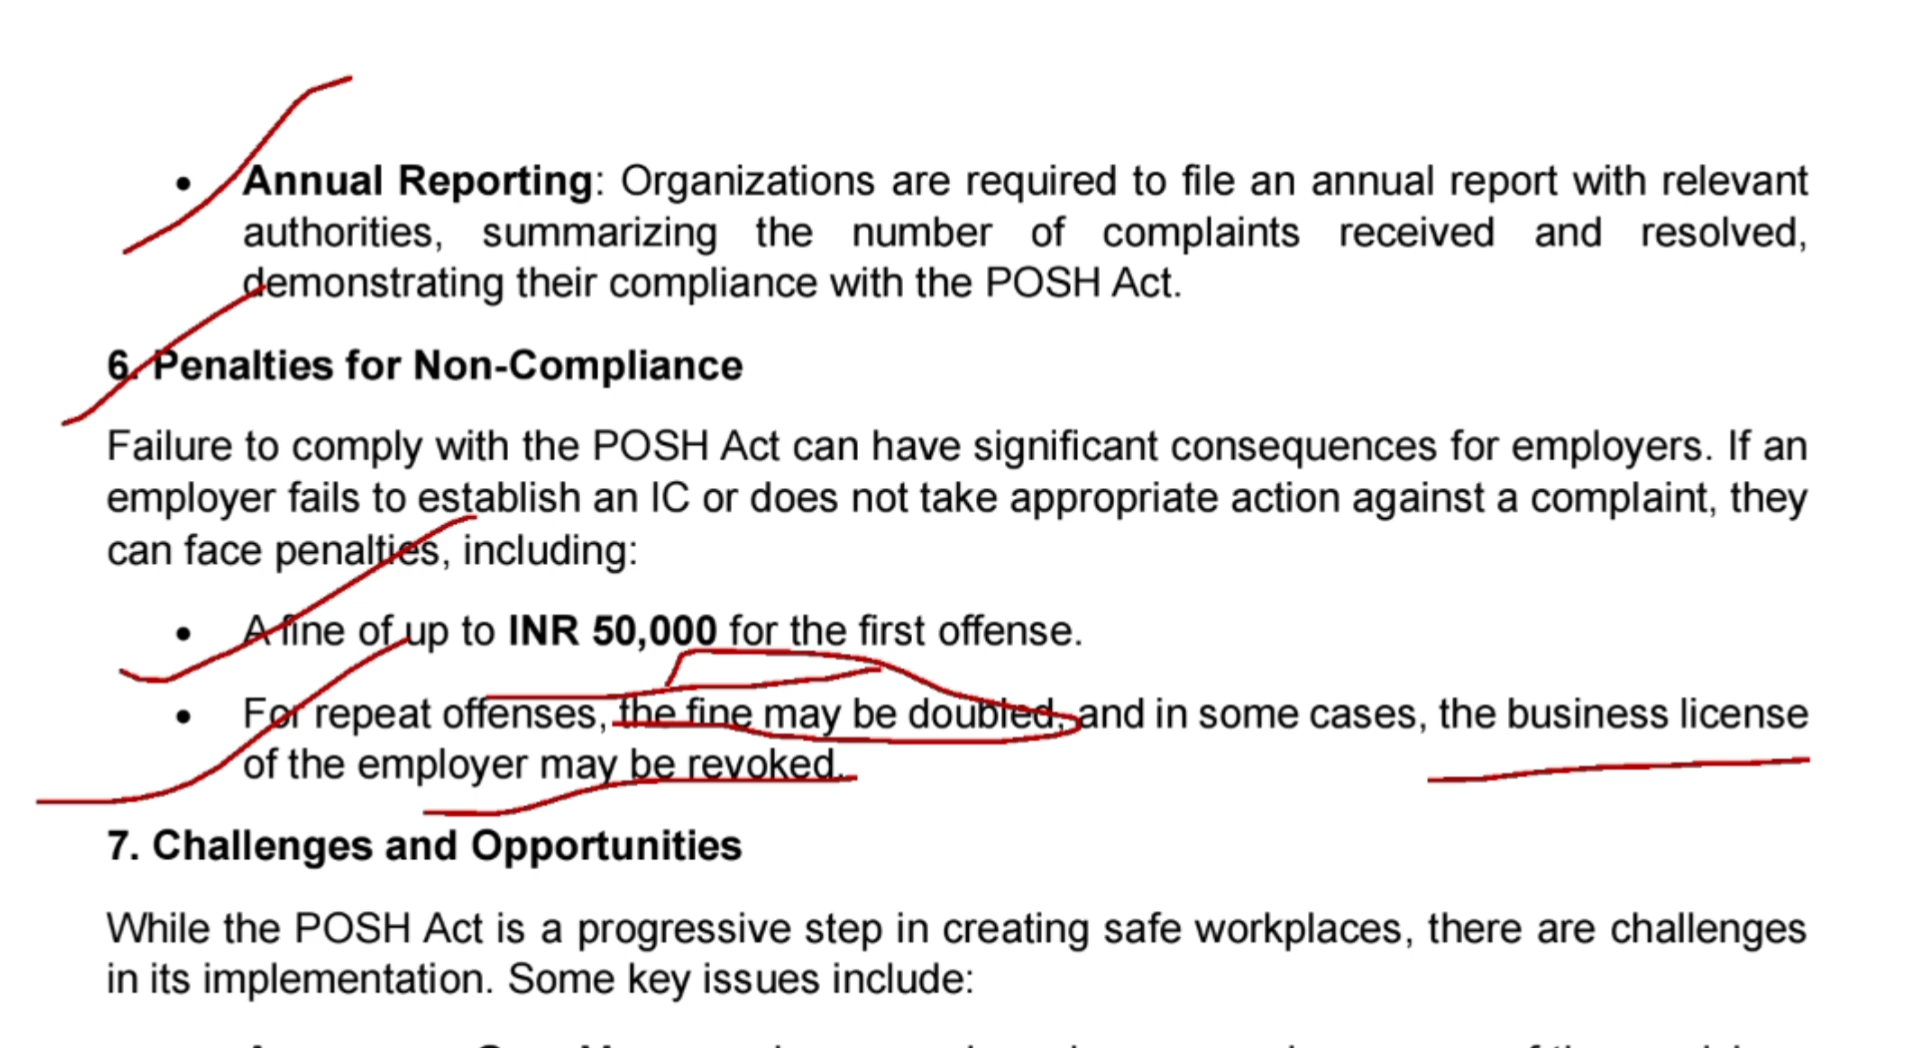 • Annual Reporting: Organizations are required to file an annual report with relevant
authorities, summarizing the number of complaints received and resolved,
demonstrating their compliance with the POSH Act.
6. Penalties for Non-Compliance
Failure to comply with the POSH Act can have significant consequences for employers. If an
employer fails to establish an IC or does not take appropriate action against a complaint, they
can face penalties, including:
• A fine of up to INR 50,000 for the first offense.
• For repeat offenses, the fine may be doubled, and in some cases, the business license
of the employer may be revoked.
7. Challenges and Opportunities
While the POSH Act is a progressive step in creating safe workplaces, there are challenges
in its implementation. Some key issues include: